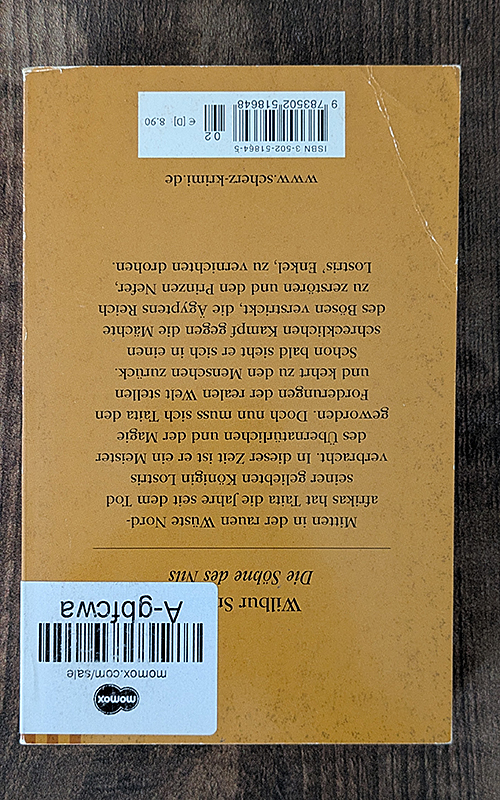 momox
momox.com/sale
A-gbfcwa
Wilbur
Die Söhne des Nils
Mitten in der rauen Wüste Nord-
afrikas hat Taita die Jahre seit dem Tod
seiner geliebten Königin Lostris
verbracht. In dieser Zeit ist er ein Meister
des Übernatürlichen und der Magie
geworden. Doch nun muss sich Taita den
Forderungen der realen Welt stellen
und kehrt zu den Menschen zurück.
Schon bald sieht er sich in einen
schrecklichen Kampf gegen die Mächte
des Bösen verstrickt, die Ägyptens Reich
zu zerstören und den Prinzen Nefer,
Lostris' Enkel, zu vernichten drohen.
www.scherz-krimi.de
ISBN 3-502-51864-5
9 783502 518648
02
€ [D] 8.90